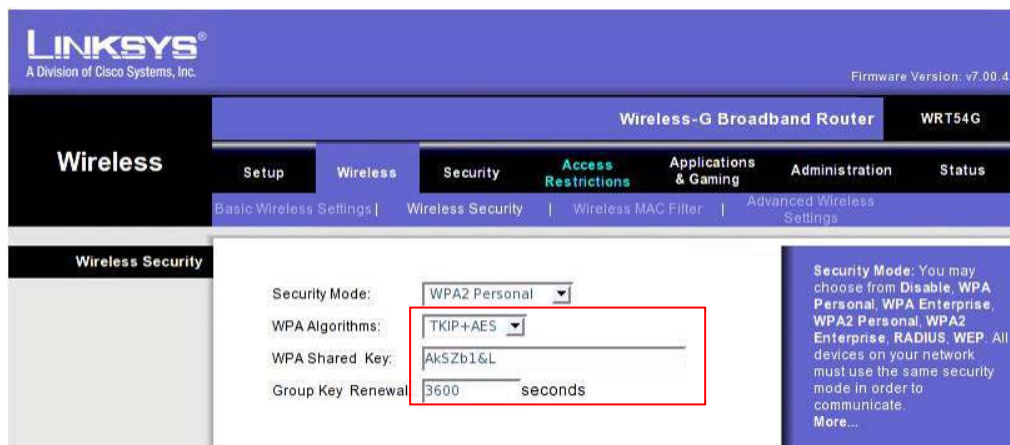 LINKSYS®
A Division of Cisco Systems, Inc.
Firmware Version: v7.00.4
Wireless-G Broadband Router WRT54G
Wireless
Setup Wireless Security Access Restrictions Applications & Gaming Administration Status
Basic Wireless Settings | Wireless Security | Wireless MAC Filter | Advanced Wireless Settings
Wireless Security
Security Mode: WPA2 Personal
WPA Algorithms: TKIP+AES
WPA Shared Key: AkSZb1&L
Group Key Renewal 3600 seconds
Security Mode: You may
choose from Disable, WPA
Personal, WPA Enterprise,
WPA2 Personal, WPA2
Enterprise, RADIUS, WEP. All
devices on your network
must use the same security
mode in order to
communicate.
More...